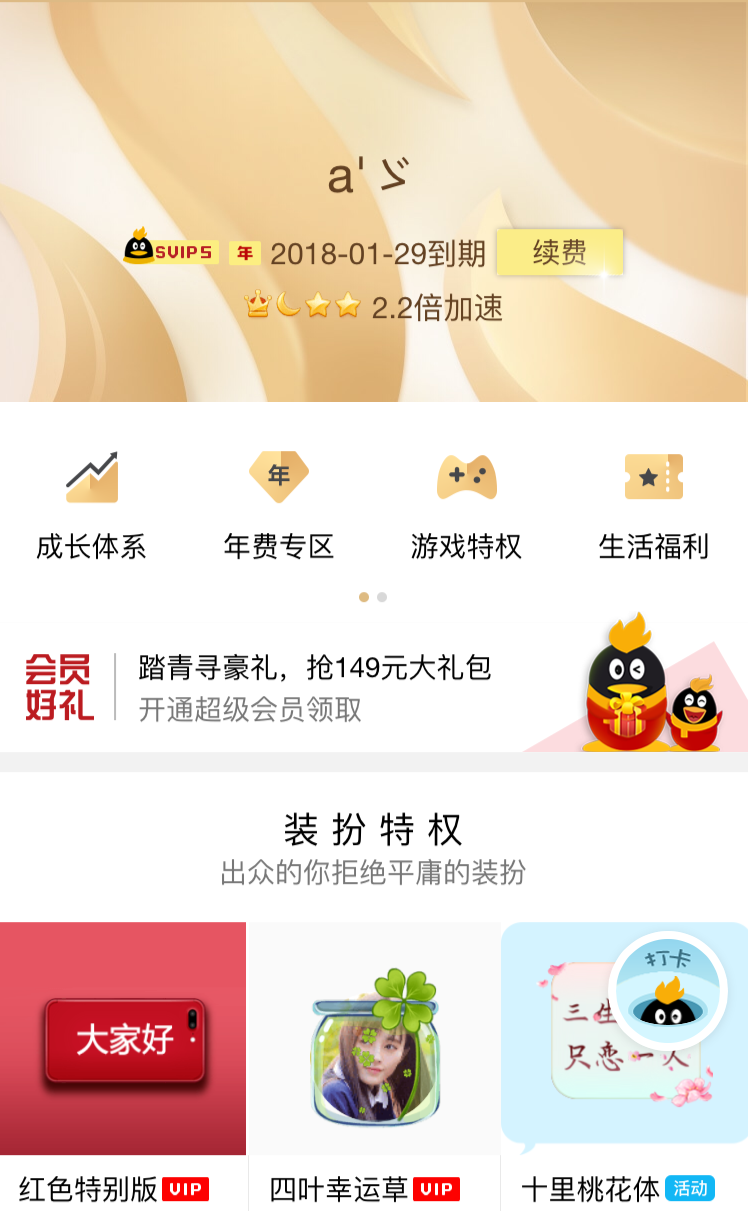 a'ゞ
SVIP5 年 2018-01-29到期 续费
2.2倍加速
年
成长体系 年费专区 游戏特权 生活福利
会员
好礼
踏青寻豪礼，抢149元大礼包
开通超级会员领取
装扮特权
出众的你拒绝平庸的装扮
大家好
打卡
三生
只恋一人
红色特别版 VIP 四叶幸运草 VIP 十里桃花体 活动